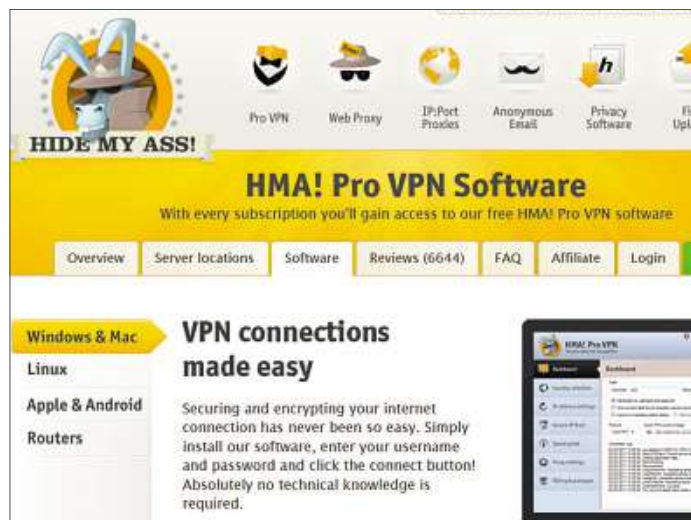 Pro VPN
Web Proxy
IP:Port
Proxies
Anonymous
Email
Privacy
Software
h
HIDE MY ASS!
HMA! Pro VPN Software
With every subscription you'll gain access to our free HMA! Pro VPN software
Overview
Server locations
Software
Reviews (6644)
FAQ
Affiliate
Login
Windows & Mac
Linux
Apple & Android
Routers
VPN connections
made easy
Securing and encrypting your internet
connection has never been so easy. Simply
install our software, enter your username
and password and click the connect button!
Absolutely no technical knowledge is
required.
HMA! Pro VPN
Dashboard
Dashboard